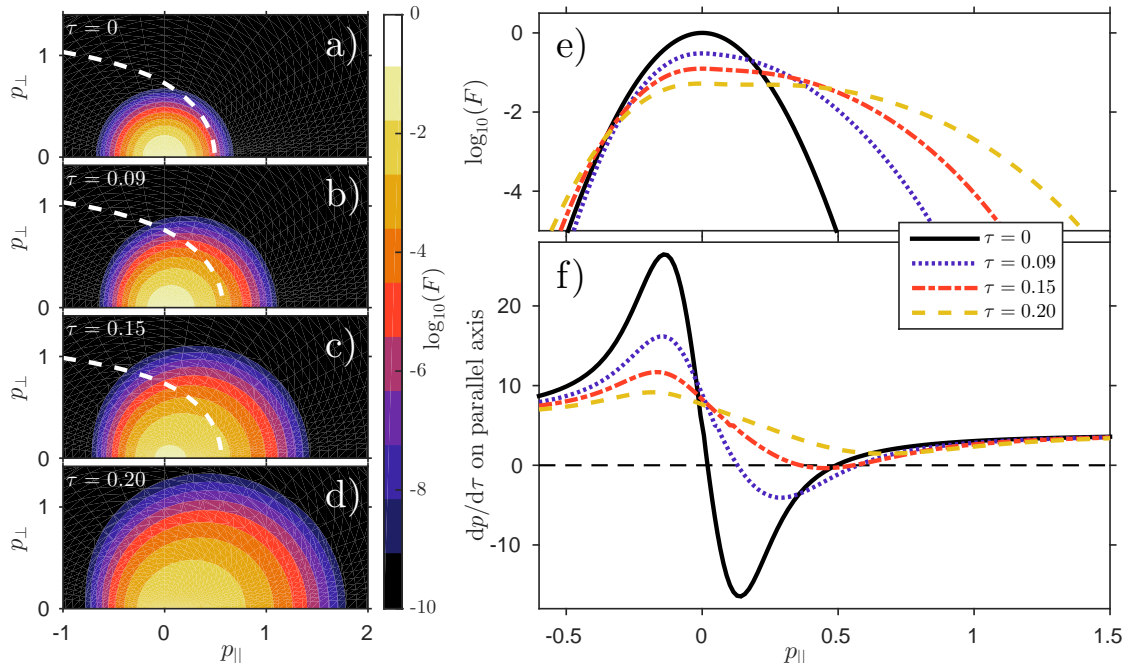 τ = 0
a)
1
p⊥
0
τ = 0.09
b)
1
p⊥
0
τ = 0.15
c)
1
p⊥
0
τ = 0.20
d)
1
p⊥
0
-1
0
1
2
p||
0
-2
-4
-6
-8
-10
log₁₀(F)
e)
0
-2
-4
log₁₀(F)
τ = 0
τ = 0.09
τ = 0.15
τ = 0.20
f)
20
10
0
-10
dp/dτ on parallel axis
-0.5
0
0.5
1
1.5
p||